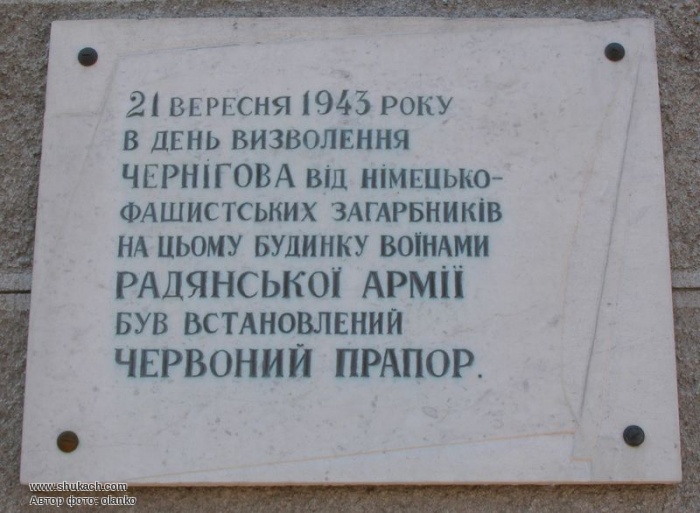 21 ВЕРЕСНЯ 1943 РОКУ
В ДЕНЬ ВИЗВОЛЕННЯ
ЧЕРНІГОВА ВІД НІМЕЦЬКО-
ФАШИСТСЬКИХ ЗАГАРБНИКІВ
НА ЦЬОМУ БУДИНКУ ВОЇНАМИ
РАДЯНСЬКОЇ АРМІЇ
БУВ ВСТАНОВЛЕНИЙ
ЧЕРВОНИЙ ПРАПОР.
www.shukach.com
Автор фото: olanko